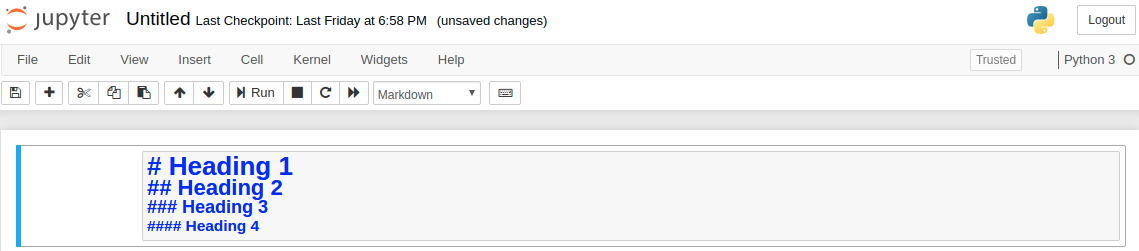 jupyter Untitled Last Checkpoint: Last Friday at 6:58 PM (unsaved changes) Logout
File Edit View Insert Cell Kernel Widgets Help Trusted Python 3
Run Markdown
# Heading 1
## Heading 2
### Heading 3
#### Heading 4